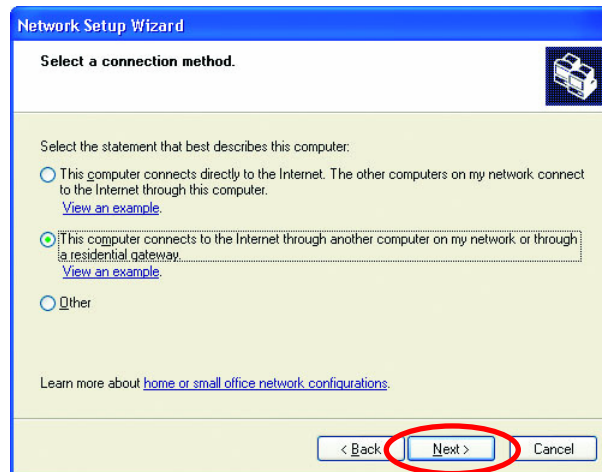 Network Setup Wizard
Select a connection method.
Select the statement that best describes this computer:
This computer connects directly to the Internet. The other computers on my network connect
to the Internet through this computer.
View an example.
This computer connects to the Internet through another computer on my network or through
a residential gateway.
View an example.
Other
Learn more about home or small office network configurations.
< Back Next > Cancel